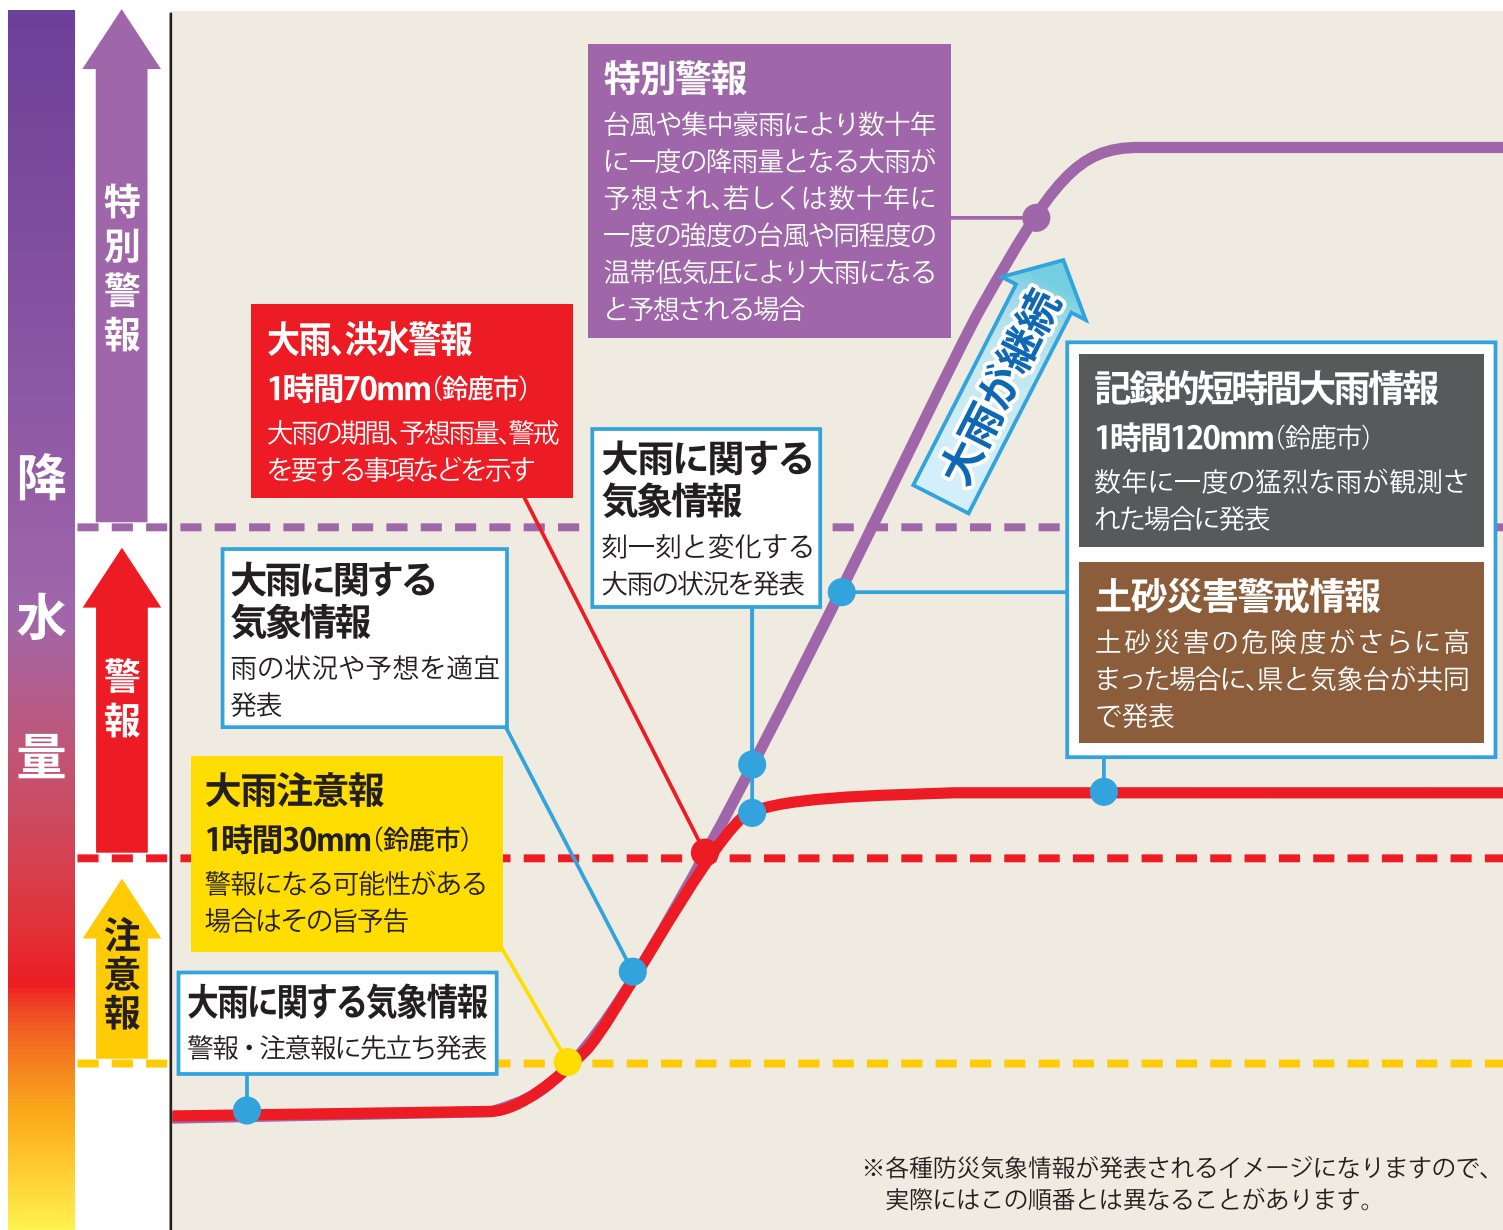 降水量
特別警報
警報
注意報
特別警報
台風や集中豪雨により数十年
に一度の降雨量となる大雨が
予想され、若しくは数十年に
一度の強度の台風や同程度の
温帯低気圧により大雨になる
と予想される場合
大雨、洪水警報
1時間70mm（鈴鹿市）
大雨の期間、予想雨量、警戒
を要する事項などを示す
大雨に関する
気象情報
刻一刻と変化する
大雨の状況を発表
大雨が継続
記録的短時間大雨情報
1時間120mm（鈴鹿市）
数年に一度の猛烈な雨が観測さ
れた場合に発表
土砂災害警戒情報
土砂災害の危険度がさらに高
まった場合に、県と気象台が共同
で発表
大雨に関する
気象情報
雨の状況や予想を適宜
発表
大雨注意報
1時間30mm（鈴鹿市）
警報になる可能性がある
場合はその旨予告
大雨に関する気象情報
警報・注意報に先立ち発表
※各種防災気象情報が発表されるイメージになりますので、
実際にはこの順番とは異なることがあります。